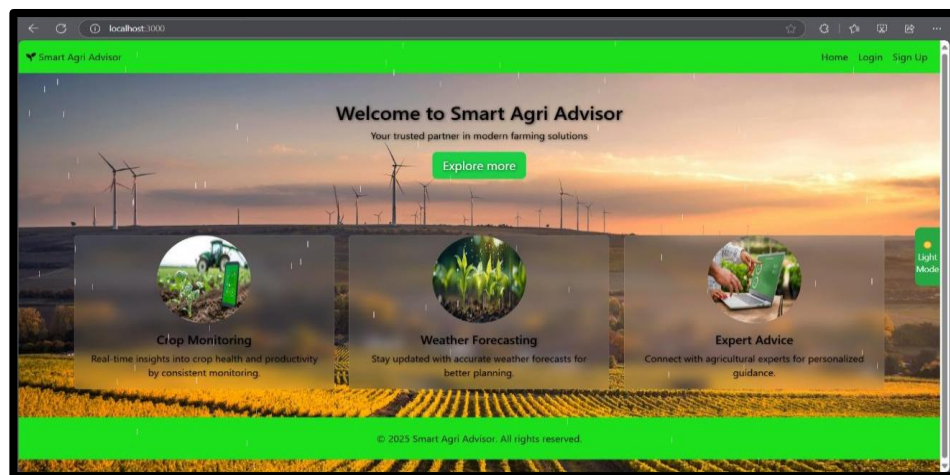 localhost:3000
Smart Agri Advisor
Home Login Sign Up
Welcome to Smart Agri Advisor
Your trusted partner in modern farming solutions
Explore more
Light
Mode
Crop Monitoring
Real-time insights into crop health and productivity
by consistent monitoring.
Weather Forecasting
Stay updated with accurate weather forecasts for
better planning.
Expert Advice
Connect with agricultural experts for personalized
guidance.
© 2025 Smart Agri Advisor. All rights reserved.